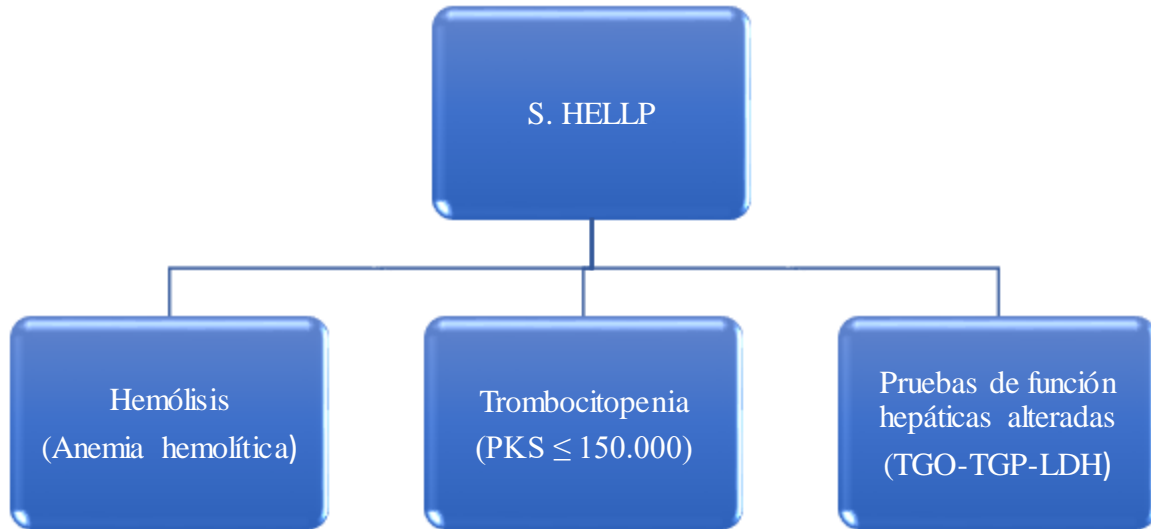 S. HELLP
Hemólisis
(Anemia hemolítica)
Trombocitopenia
(PKS ≤ 150.000)
Pruebas de función
hepáticas alteradas
(TGO-TGP-LDH)